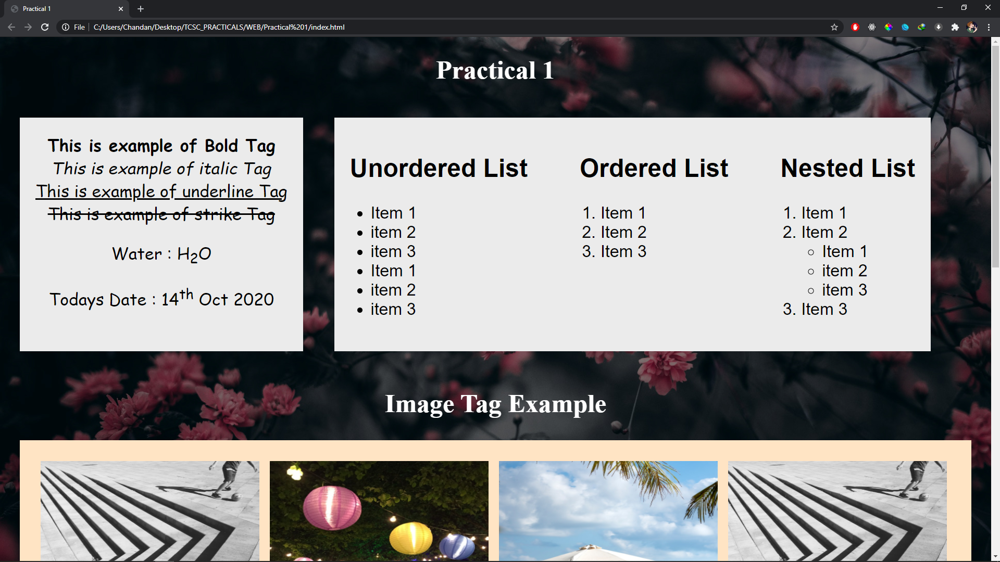 Practical 1
File C:/Users/Chandan/Desktop/TCSC_PRACTICALS/WEB/Practical%201/index.html
Practical 1
This is example of Bold Tag
This is example of italic Tag
This is example of underline Tag
This is example of strike Tag
Water : H₂O
Todays Date : 14ᵗʰ Oct 2020
Unordered List
• Item 1
• item 2
• item 3
• Item 1
• item 2
• item 3
Ordered List
1. Item 1
2. Item 2
3. Item 3
Nested List
1. Item 1
2. Item 2
○ Item 1
○ item 2
○ item 3
3. Item 3
Image Tag Example